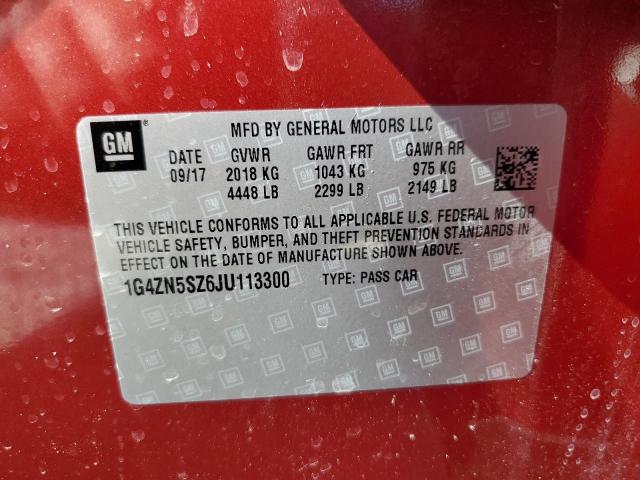 GM ®
MFD BY GENERAL MOTORS LLC
DATE GVWR GAWR FRT GAWR RR
09/17 2018 KG 1043 KG 975 KG
4448 LB 2299 LB 2149 LB
THIS VEHICLE CONFORMS TO ALL APPLICABLE U.S. FEDERAL MOTOR
VEHICLE SAFETY, BUMPER, AND THEFT PREVENTION STANDARDS IN
EFFECT ON THE DATE OF MANUFACTURE SHOWN ABOVE.
1G4ZN5SZ6JU113300 TYPE: PASS CAR